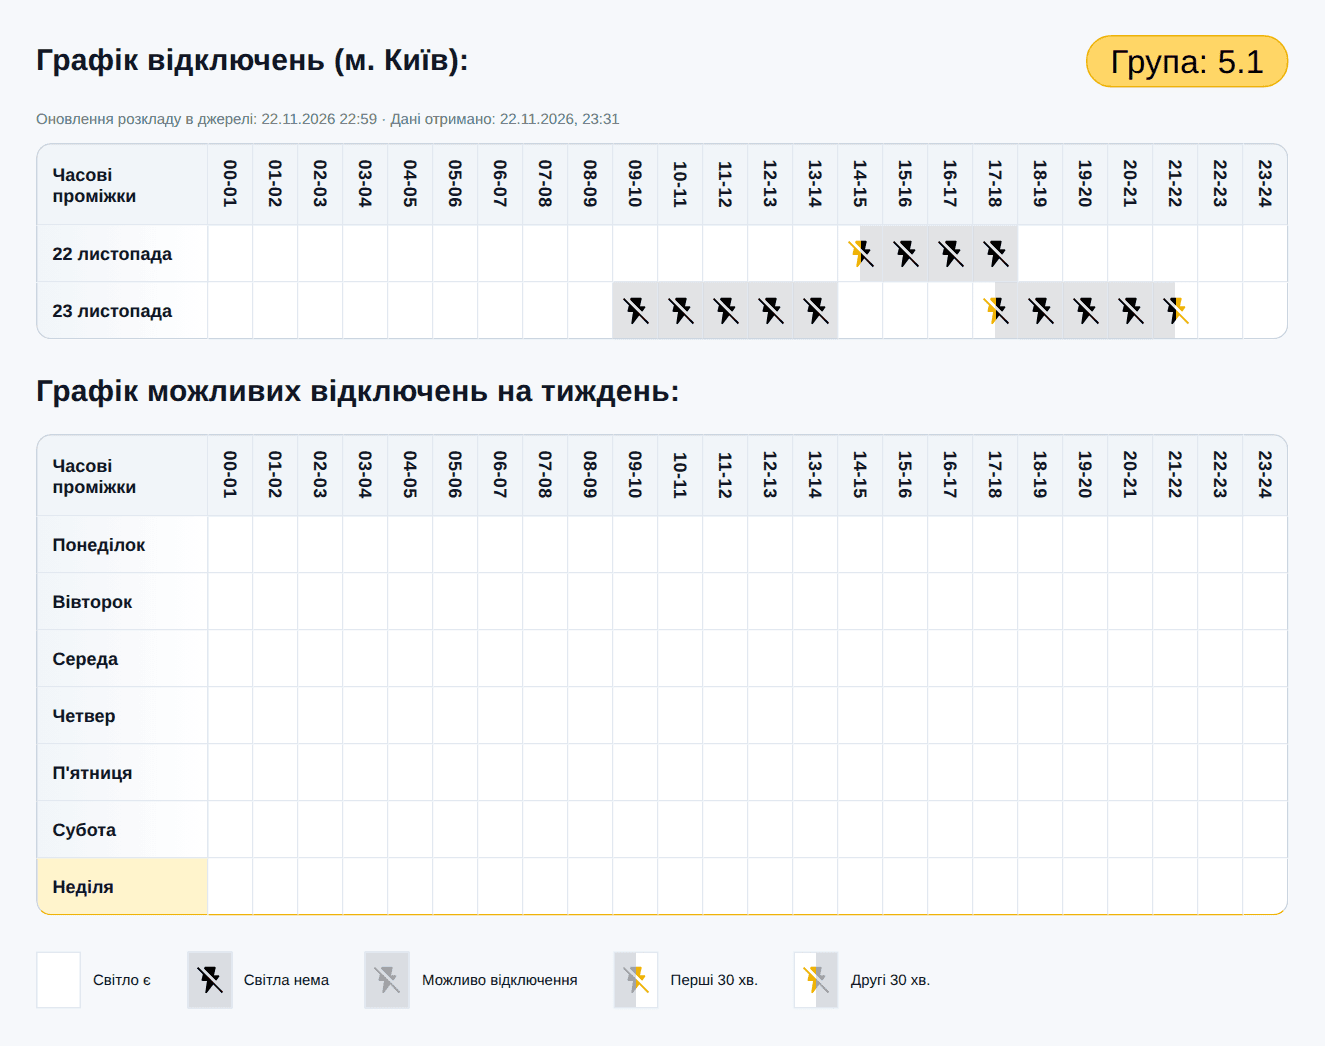 Графік відключень (м. Київ):
Група: 5.1
Оновлення розкладу в джерелі: 22.11.2026 22:59 · Дані отримано: 22.11.2026, 23:31
Часові
проміжки
00-01
01-02
02-03
03-04
04-05
05-06
06-07
07-08
08-09
09-10
10-11
11-12
12-13
13-14
14-15
15-16
16-17
17-18
18-19
19-20
20-21
21-22
22-23
23-24
22 листопада
23 листопада
Графік можливих відключень на тиждень:
Часові
проміжки
00-01
01-02
02-03
03-04
04-05
05-06
06-07
07-08
08-09
09-10
10-11
11-12
12-13
13-14
14-15
15-16
16-17
17-18
18-19
19-20
20-21
21-22
22-23
23-24
Понеділок
Вівторок
Середа
Четвер
П'ятниця
Субота
Неділя
Світло є
Світла нема
Можливо відключення
Перші 30 хв.
Другі 30 хв.